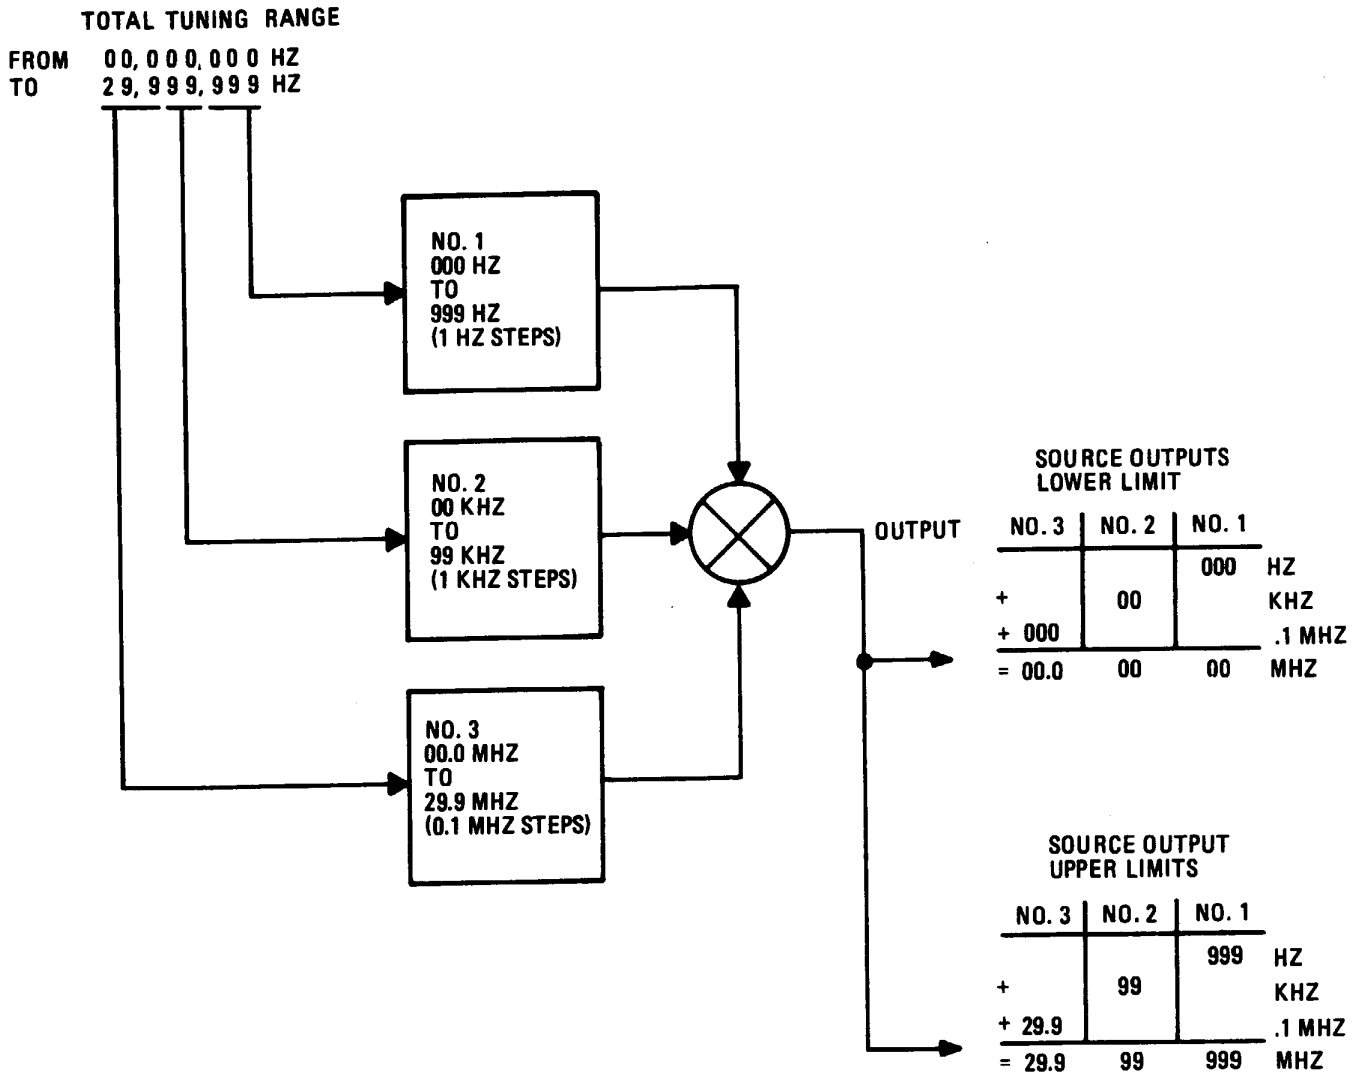 TOTAL TUNING RANGE
FROM 00,000,000 HZ
TO 29,999,999 HZ
NO. 1
000 HZ
TO
999 HZ
(1 HZ STEPS)
NO. 2
00 KHZ
TO
99 KHZ
(1 KHZ STEPS)
NO. 3
00.0 MHZ
TO
29.9 MHZ
(0.1 MHZ STEPS)
OUTPUT
SOURCE OUTPUTS
LOWER LIMIT
NO. 3 NO. 2 NO. 1
000 HZ
+ 00 KHZ
+ 000 .1 MHZ
= 00.0 00 00 MHZ
SOURCE OUTPUT
UPPER LIMITS
NO. 3 NO. 2 NO. 1
999 HZ
+ 99 KHZ
+ 29.9 .1 MHZ
= 29.9 99 999 MHZ